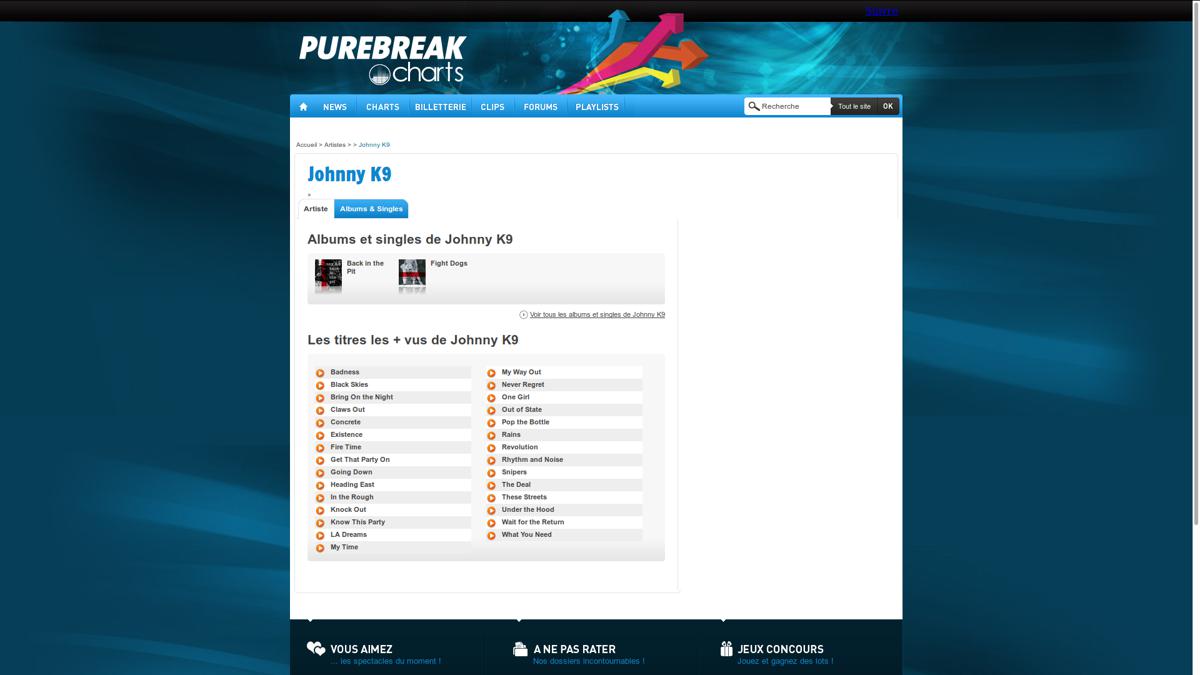 Suivre
PUREBREAK
charts
NEWS CHARTS BILLETTERIE CLIPS FORUMS PLAYLISTS Recherche Tout le site OK
Accueil > Artistes > > Johnny K9
Johnny K9
Artiste Albums & Singles
Albums et singles de Johnny K9
Back in the
Pit
Fight Dogs
Voir tous les albums et singles de Johnny K9
Les titres les + vus de Johnny K9
Badness
Black Skies
Bring On the Night
Claws Out
Concrete
Existence
Fire Time
Get That Party On
Going Down
Heading East
In the Rough
Knock Out
Know This Party
LA Dreams
My Time
My Way Out
Never Regret
One Girl
Out of State
Pop the Bottle
Rains
Revolution
Rhythm and Noise
Snipers
The Deal
These Streets
Under the Hood
Wait for the Return
What You Need
VOUS AIMEZ
... les spectacles du moment !
A NE PAS RATER
Nos dossiers incontournables !
JEUX CONCOURS
Jouez et gagnez des lots !